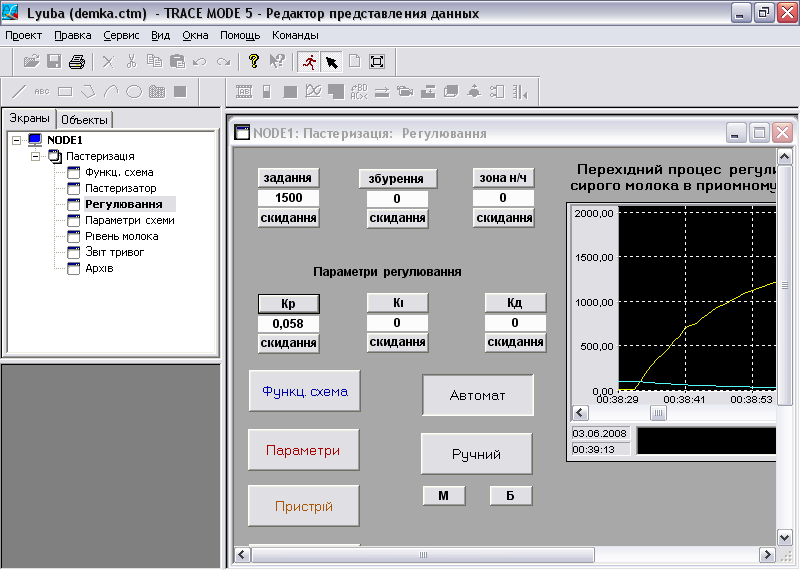 Lyuba (demka.ctm) - TRACE MODE 5 - Редактор представления данных
Проект Правка Сервис Вид Окна Помощь Команды
ABC
Экраны Объекты
NODE1
Пастеризація
Функц. схема
Пастеризатор
Регулювання
Параметри схеми
Рівень молока
Звіт тривог
Архів
NODE1: Пастеризація: Регулювання
задання збурення зона н/ч
1500 0 0
скидання скидання скидання
Параметри регулювання
Кр Кі Кд
0,058 0 0
скидання скидання скидання
Функц. схема Автомат
Параметри Ручний
М Б
Пристрій
Перехідний процес регули
сирого молока в приомному
2000,00
1500,00
1000,00
500,00
0,00
00:38:29 00:38:41 00:38:53
03.06.2008
00:39:13